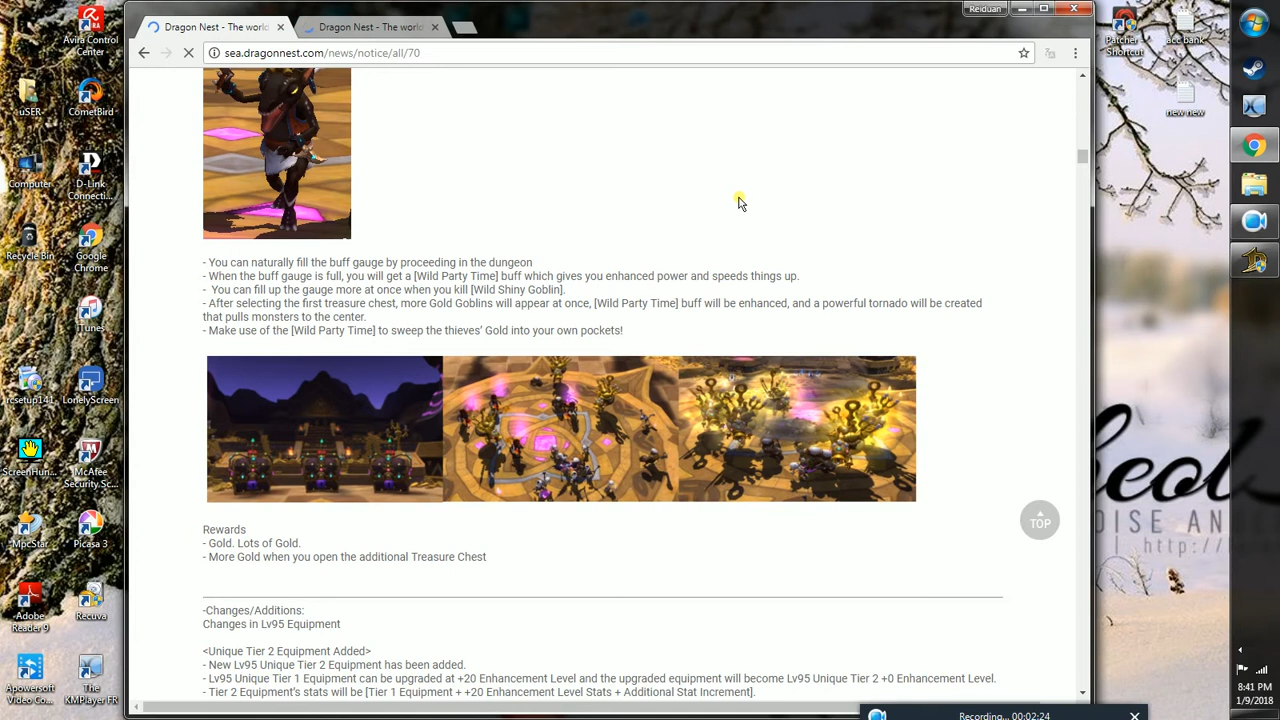 Reiduan
Dragon Nest - The world
Dragon Nest - The world
sea.dragonnest.com/news/notice/all/70
- You can naturally fill the buff gauge by proceeding in the dungeon
- When the buff gauge is full, you will get a [Wild Party Time] buff which gives you enhanced power and speeds things up.
- You can fill up the gauge more at once when you kill [Wild Shiny Goblin].
- After selecting the first treasure chest, more Gold Goblins will appear at once, [Wild Party Time] buff will be enhanced, and a powerful tornado will be created
that pulls monsters to the center.
- Make use of the [Wild Party Time] to sweep the thieves' Gold into your own pockets!
TOP
Rewards
- Gold. Lots of Gold.
- More Gold when you open the additional Treasure Chest
-Changes/Additions:
Changes in Lv95 Equipment
<Unique Tier 2 Equipment Added>
- New Lv95 Unique Tier 2 Equipment has been added.
- Lv95 Unique Tier 1 Equipment can be upgraded at +20 Enhancement Level and the upgraded equipment will become Lv95 Unique Tier 2 +0 Enhancement Level.
- Tier 2 Equipment's stats will be [Tier 1 Equipment + +20 Enhancement Level Stats + Additional Stat Increment].
Avira Control
Center
uSER
CometBird
Computer
D-Link
Connecti...
Recycle Bin
Google
Chrome
iTunes
rcsetup141
LonelyScreen
ScreenHun...
McAfee
Security.Sc...
MpcStar
Picasa 3
Adobe
Reader 9
Recuva
Apowersoft
Video Co...
The
KMPlayer FR
Patcher -
Shortcut
acc bank
new new
| http:/
Recording... 00:02:24
8:41 PM
1/9/2018